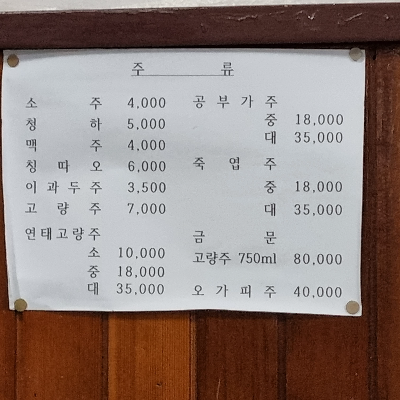 주 류
소 주 4,000
청 하 5,000
맥 주 4,000
칭 따 오 6,000
이 과 두 주 3,500
고 량 주 7,000
연태고량주
소 10,000
중 18,000
대 35,000
공 부 가 주
중 18,000
대 35,000
죽 엽 주
중 18,000
대 35,000
금 문
고량주 750ml 80,000
오 가 피 주 40,000